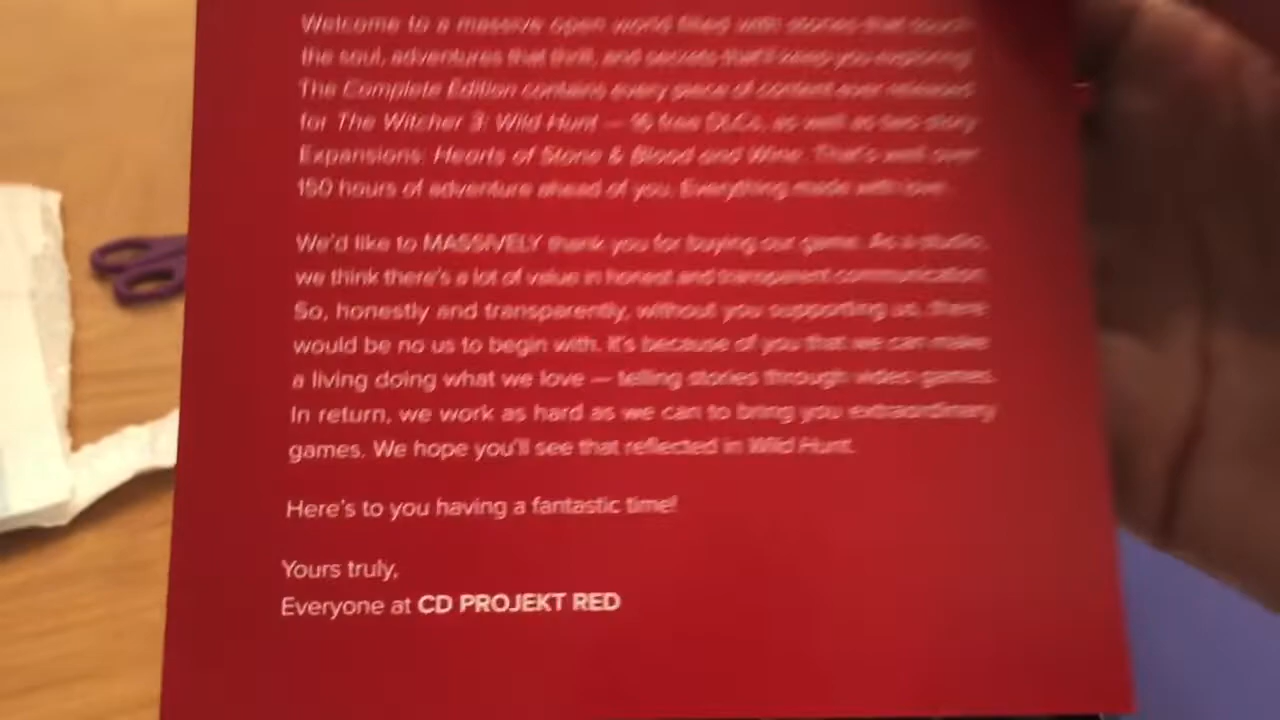 Welcome to a massive open world filled with stories that touch
the soul, adventures that thrill, and secrets that'll keep you exploring.
The Complete Edition contains every piece of content ever released
for The Witcher 3: Wild Hunt — 16 free DLCs, as well as two story
Expansions: Hearts of Stone & Blood and Wine. That's well over
150 hours of adventure ahead of you. Everything made with love.
We'd like to MASSIVELY thank you for buying our game. As a studio,
we think there's a lot of value in honest and transparent communication.
So, honestly and transparently, without you supporting us, there
would be no us to begin with. It's because of you that we can make
a living doing what we love — telling stories through video games.
In return, we work as hard as we can to bring you extraordinary
games. We hope you'll see that reflected in Wild Hunt.
Here's to you having a fantastic time!
Yours truly,
Everyone at CD PROJEKT RED